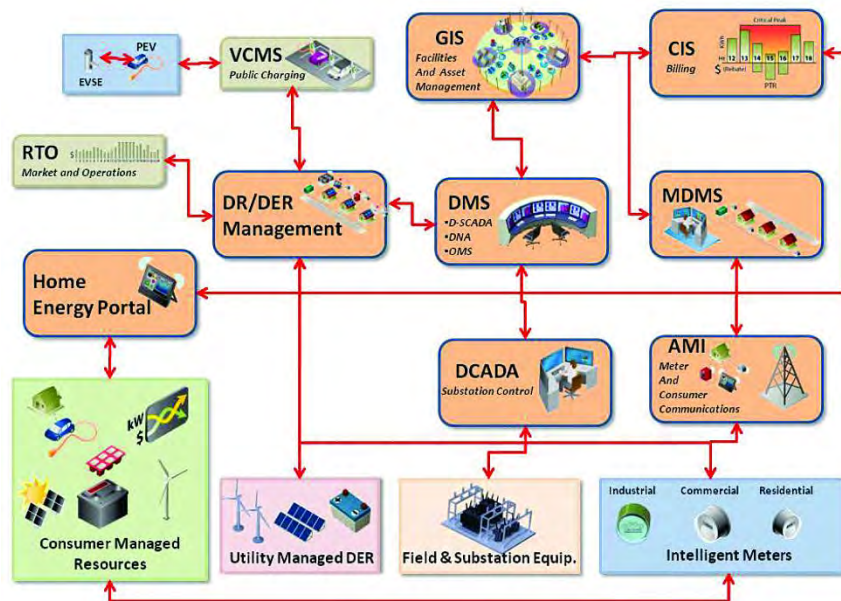 PEV
EVSE
VCMS
Public Charging
GIS
Facilities
And Asset
Management
CIS
Billing
Critical Peak
KWh
Hr 12 13 14 15 16 17 18
$ (Rebate)
PTR
RTO
Market and Operations
$
DR/DER
Management
DMS
•D-SCADA
•DNA
•OMS
MDMS
Home
Energy Portal
DCADA
Substation Control
AMI
Meter
And
Consumer
Communications
kW
$
Consumer Managed
Resources
Utility Managed DER
Field & Substation Equip.
Industrial
Commercial
Residential
Intelligent Meters